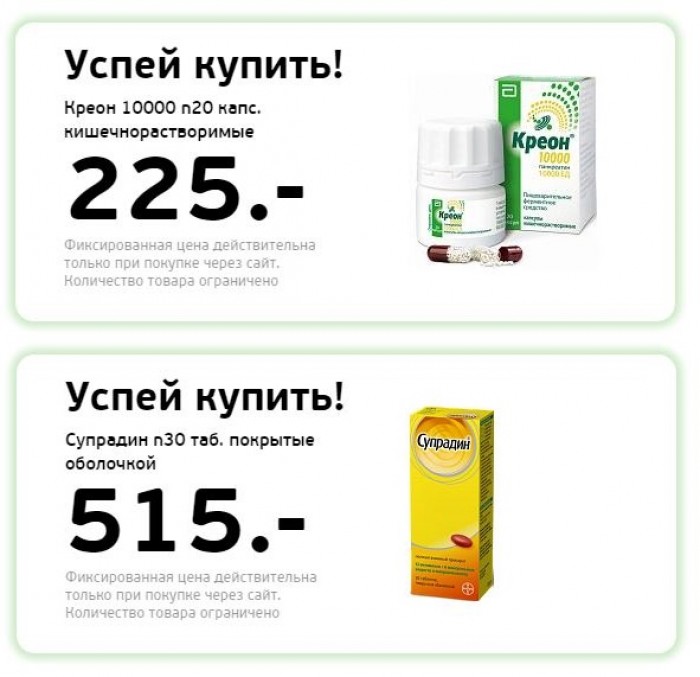 Успей купить!
Креон 10000 n20 капс.
кишечнорастворимые
225.-
Фиксированная цена действительна
только при покупке через сайт.
Количество товара ограничено
Креон®
10000
панкреатин
10000 ЕД
Пищеварительное
ферментное
средство
капсулы
кишечнорастворимые
Креон
Успей купить!
Супрадин n30 таб. покрытые
оболочкой
515.-
Фиксированная цена действительна
только при покупке через сайт.
Количество товара ограничено
Супрадин